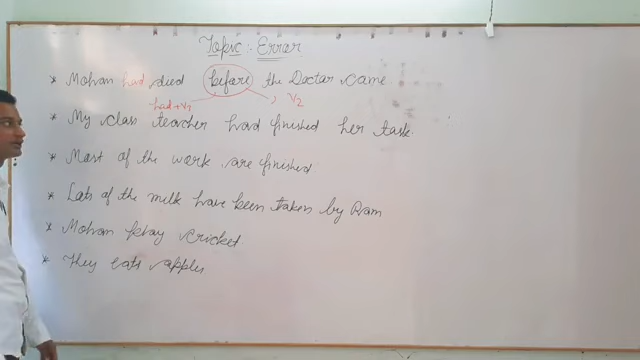 Topic :- Error
* Mohan had died before the Doctor came.
had+V3 , V2
* My class teacher had finished her task.
* Most of the work are finished
* Lots of the milk have been taken by Ram
* Mohan play cricket
* They eats apples